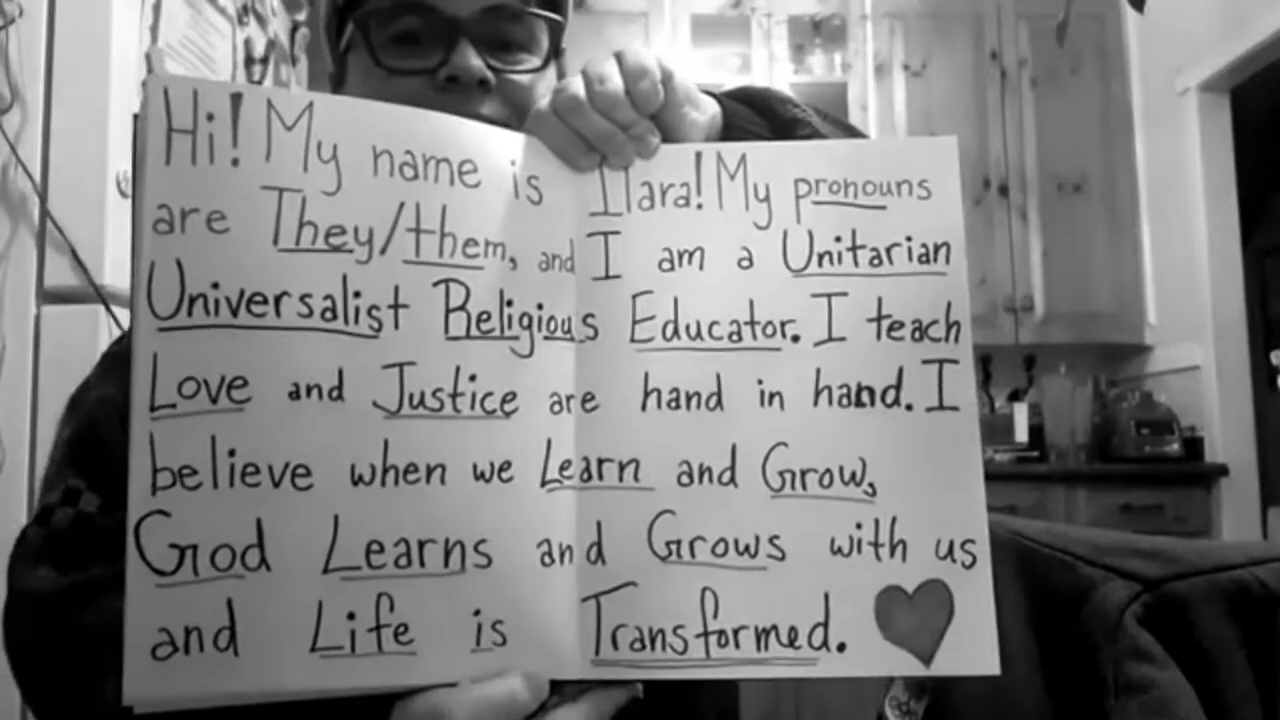 Hi! My name is Ilara! My pronouns
are They/them, and I am a Unitarian
Universalist Religious Educator. I teach
Love and Justice are hand in hand. I
believe when we Learn and Grow,
God Learns and Grows with us
and Life is Transformed.